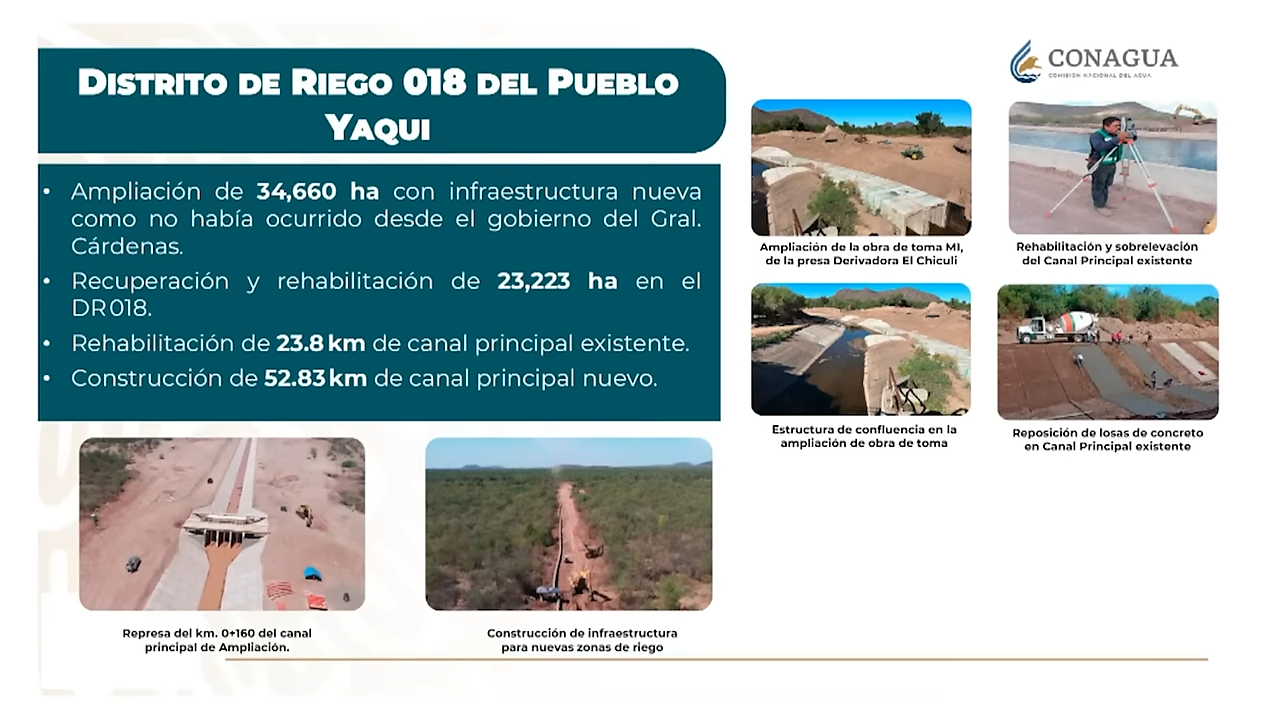 DISTRITO DE RIEGO 018 DEL PUEBLO
YAQUI
• Ampliación de 34,660 ha con infraestructura nueva
como no había ocurrido desde el gobierno del Gral.
Cárdenas.
• Recuperación y rehabilitación de 23,223 ha en el
DR018.
• Rehabilitación de 23.8 km de canal principal existente.
• Construcción de 52.83 km de canal principal nuevo.
CONAGUA
COMISIÓN NACIONAL DEL AGUA
Ampliación de la obra de toma MI,
de la presa Derivadora El Chiculi
Rehabilitación y sobrelevación
del Canal Principal existente
Estructura de confluencia en la
ampliación de obra de toma
Reposición de losas de concreto
en Canal Principal existente
Represa del km. 0+160 del canal
principal de Ampliación.
Construcción de infraestructura
para nuevas zonas de riego